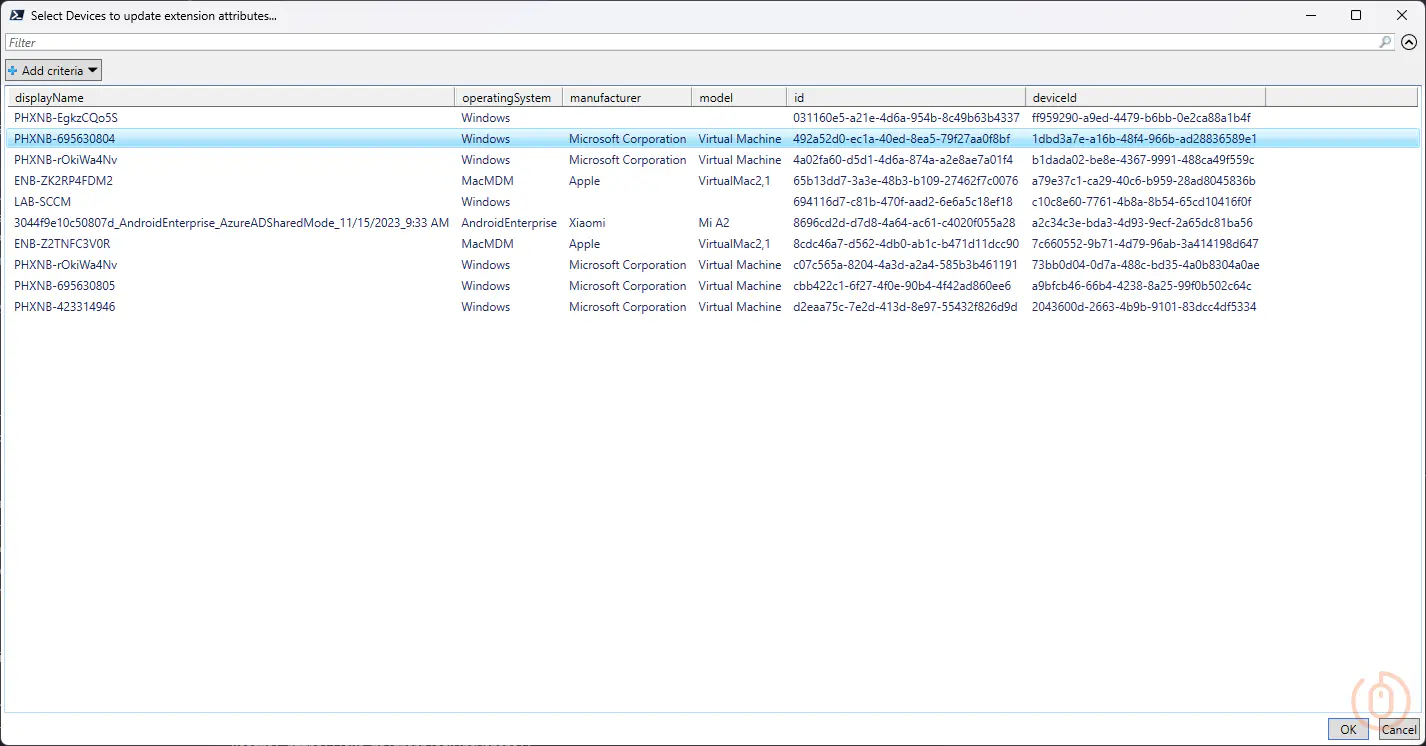 Select Devices to update extension attributes...
Filter
Add criteria
displayName operatingSystem manufacturer model id deviceId
PHXNB-EgkzCQo5S Windows 031160e5-a21e-4d6a-954b-8c49b63b4337 ff959290-a9ed-4479-b6bb-0e2ca88a1b4f
PHXNB-695630804 Windows Microsoft Corporation Virtual Machine 492a52d0-ec1a-40ed-8ea5-79f27aa0f8bf 1dbd3a7e-a16b-48f4-966b-ad28836589e1
PHXNB-rOkiWa4Nv Windows Microsoft Corporation Virtual Machine 4a02fa60-d5d1-4d6a-874a-a2e8ae7a01f4 b1dada02-be8e-4367-9991-488ca49f559c
ENB-ZK2RP4FDM2 MacMDM Apple VirtualMac2,1 65b13dd7-3a3e-48b3-b109-27462f7c0076 a79e37c1-ca29-40c6-b959-28ad8045836b
LAB-SCCM Windows 694116d7-c81b-470f-aad2-6e6a5c18ef18 c10c8e60-7761-4b8a-8b54-65cd10416f0f
3044f9e10c50807d_AndroidEnterprise_AzureADSharedMode_11/15/2023_9:33 AM AndroidEnterprise Xiaomi Mi A2 8696cd2d-d7d8-4a64-ac61-c4020f055a28 a2c34c3e-bda3-4d93-9ecf-2a65dc81ba56
ENB-Z2TNFC3V0R MacMDM Apple VirtualMac2,1 8cdc46a7-d562-4db0-ab1c-b471d11dcc90 7c660552-9b71-4d79-96ab-3a414198d647
PHXNB-rOkiWa4Nv Windows Microsoft Corporation Virtual Machine c07c565a-8204-4a3d-a2a4-585b3b461191 73bb0d04-0d7a-488c-bd35-4a0b8304a0ae
PHXNB-695630805 Windows Microsoft Corporation Virtual Machine cbb422c1-6f27-4f0e-90b4-4f42ad860ee6 a9bfcb46-66b4-4238-8a25-99f0b502c64c
PHXNB-423314946 Windows Microsoft Corporation Virtual Machine d2eaa75c-7e2d-413d-8e97-55432f826d9d 2043600d-2663-4b9b-9101-83dcc4df5334
OK Cancel